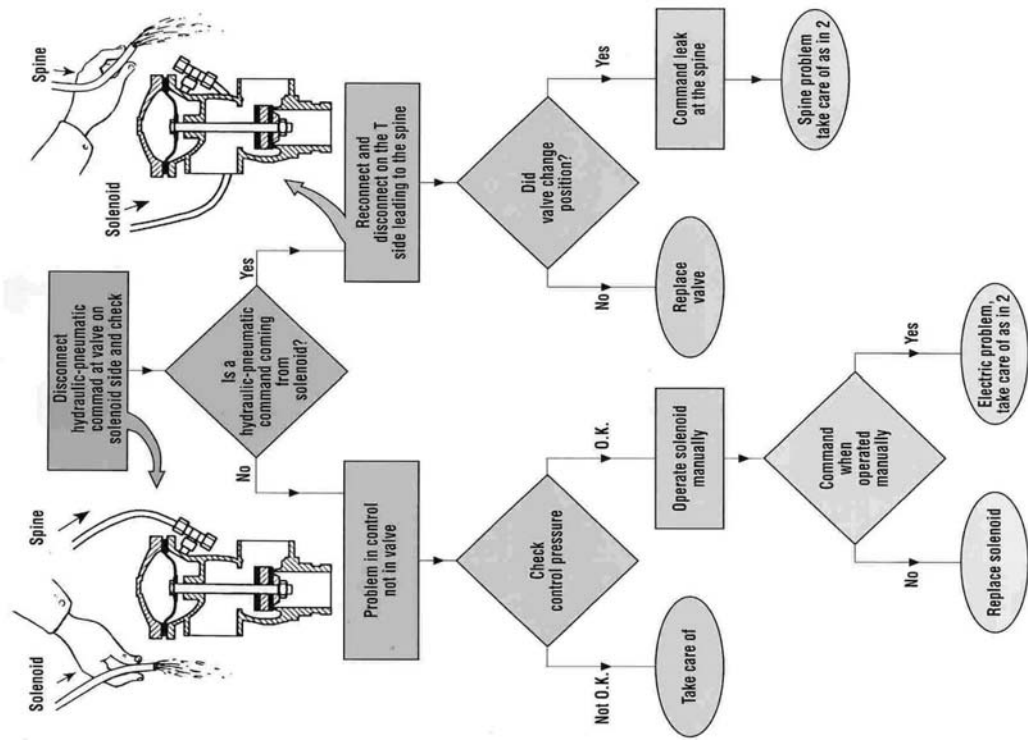 Disconnect
hydraulic-pneumatic
commad at valve on
solenoid side and check
Solenoid
Spine
Solenoid
Spine
Is a
hydraulic-pneumatic
command coming
from
solenoid?
No
Yes
Problem in control
not in valve
Reconnect and
disconnect on the T
side leading to the spine
Check
control pressure
Not O.K.
O.K.
Take care of
Operate solenoid
manually
Command
when
operated
manually
No
Yes
Replace solenoid
Electric problem,
take care of as in 2
Did
valve change
position?
No
Yes
Replace
valve
Command leak
at the spine
Spine problem
take care of as in 2